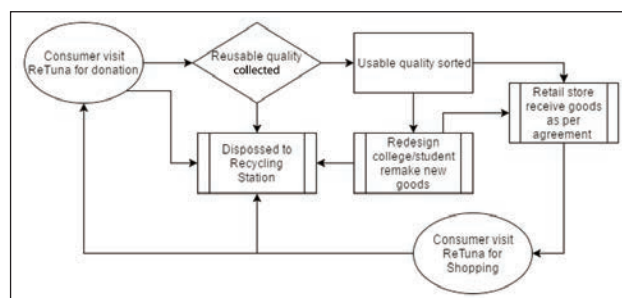 Consumer visit
ReTuna for donation
Reusable quality
collected
Usable quality sorted
Retail store
receive goods
as per
agreement
Dispossed to
Recycling
Station
Redesign
college/student
remake new
goods
Consumer visit
ReTuna for
Shopping